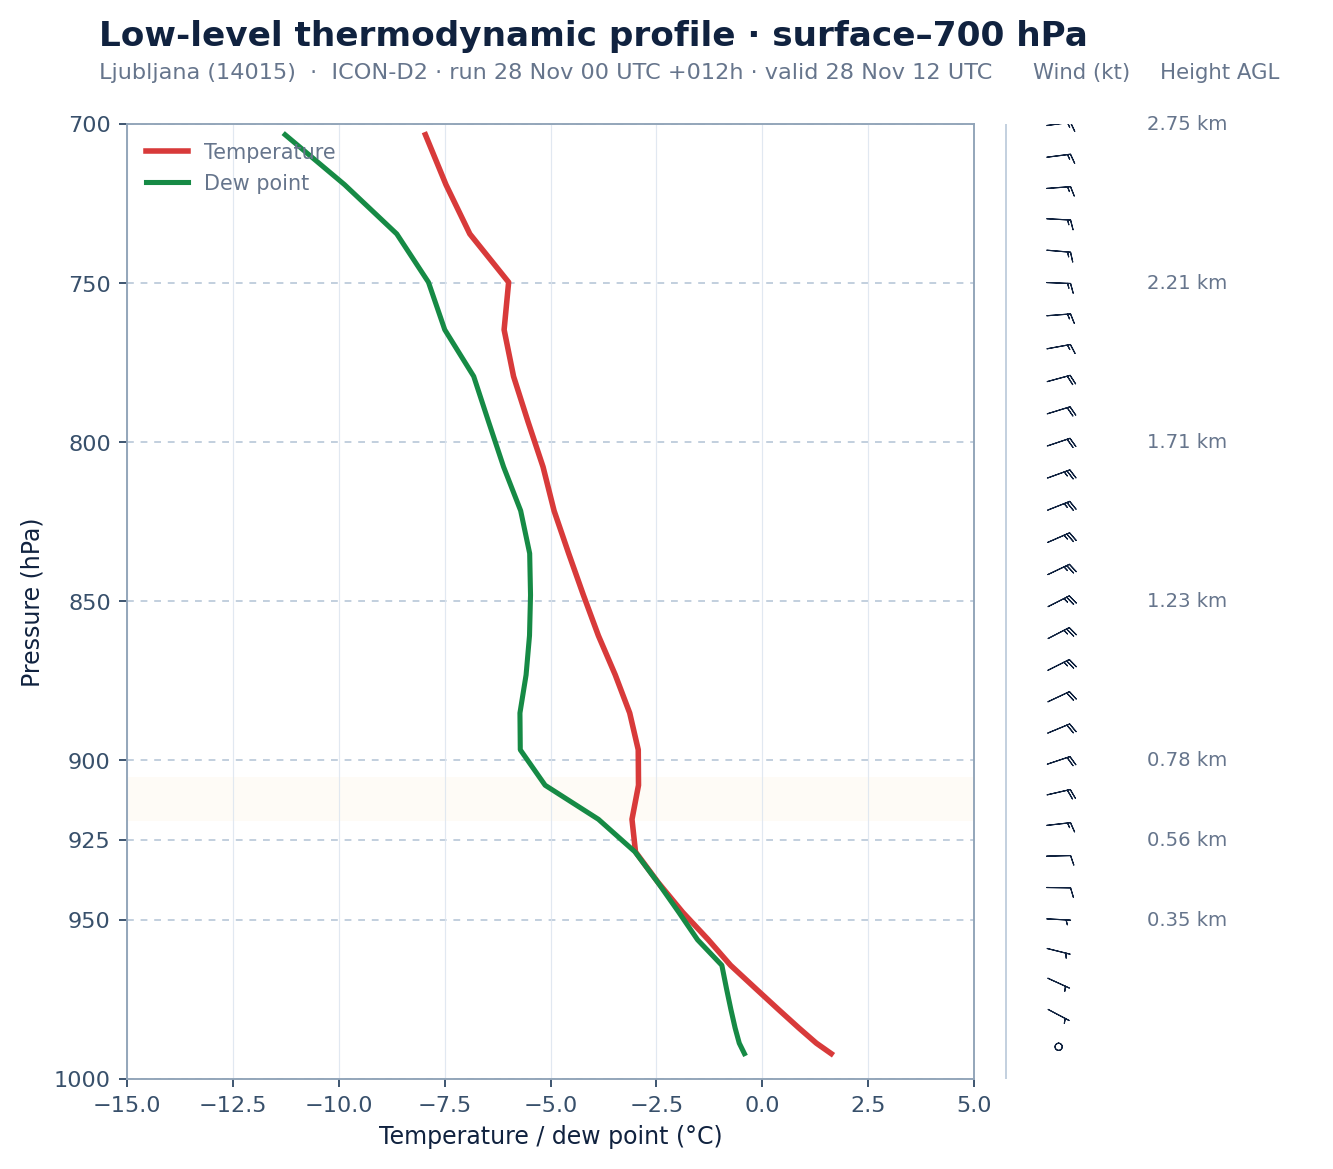 Low-level thermodynamic profile · surface–700 hPa
Ljubljana (14015)  ·  ICON-D2 · run 28 Nov 00 UTC +012h · valid 28 Nov 12 UTC
Wind (kt)
Height AGL
Temperature
Dew point
Pressure (hPa)
700
750
800
850
900
925
950
1000
2.75 km
2.21 km
1.71 km
1.23 km
0.78 km
0.56 km
0.35 km
−15.0
−12.5
−10.0
−7.5
−5.0
−2.5
0.0
2.5
5.0
Temperature / dew point (°C)